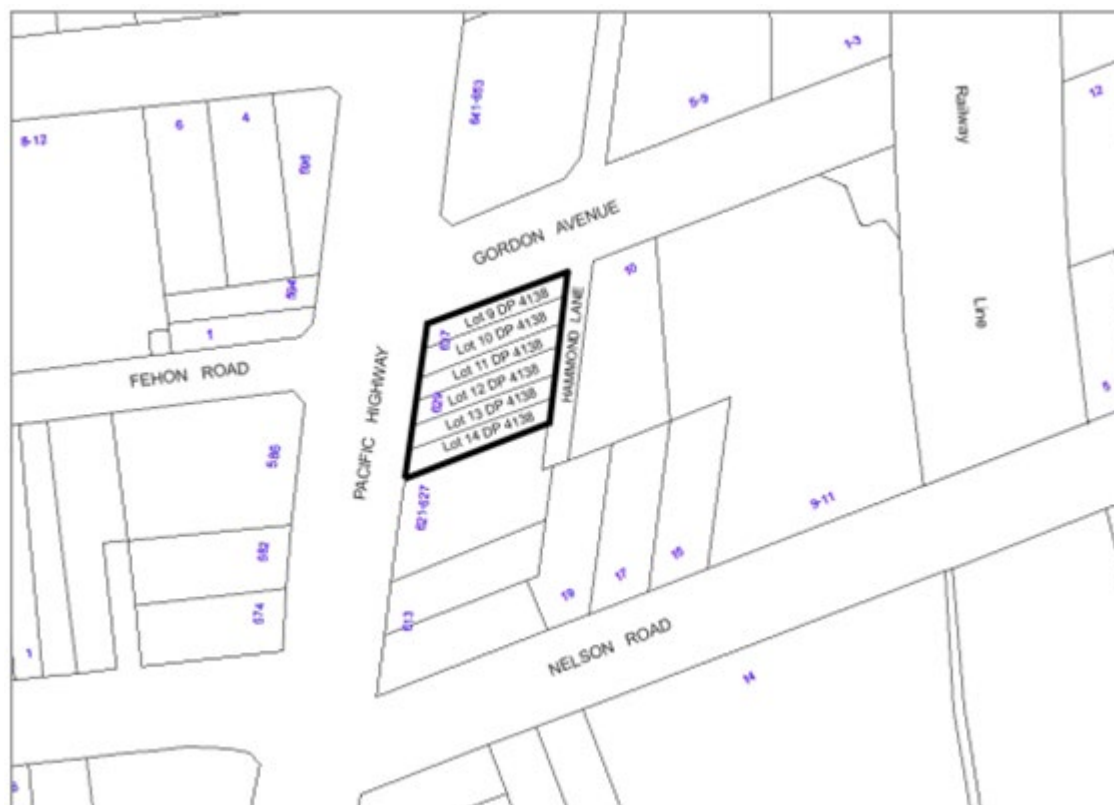 1-3
641-653
5-9
Railway
12
8-12
6
4
GORDON AVENUE
10
594
Lot 9 DP 4138
Lot 10 DP 4138
Lot 11 DP 4138
Lot 12 DP 4138
Lot 13 DP 4138
Lot 14 DP 4138
HAMMOND LANE
Line
1
FEHON ROAD
PACIFIC HIGHWAY
629
586
621-627
9-11
582
15
17
19
574
613
NELSON ROAD
1
14